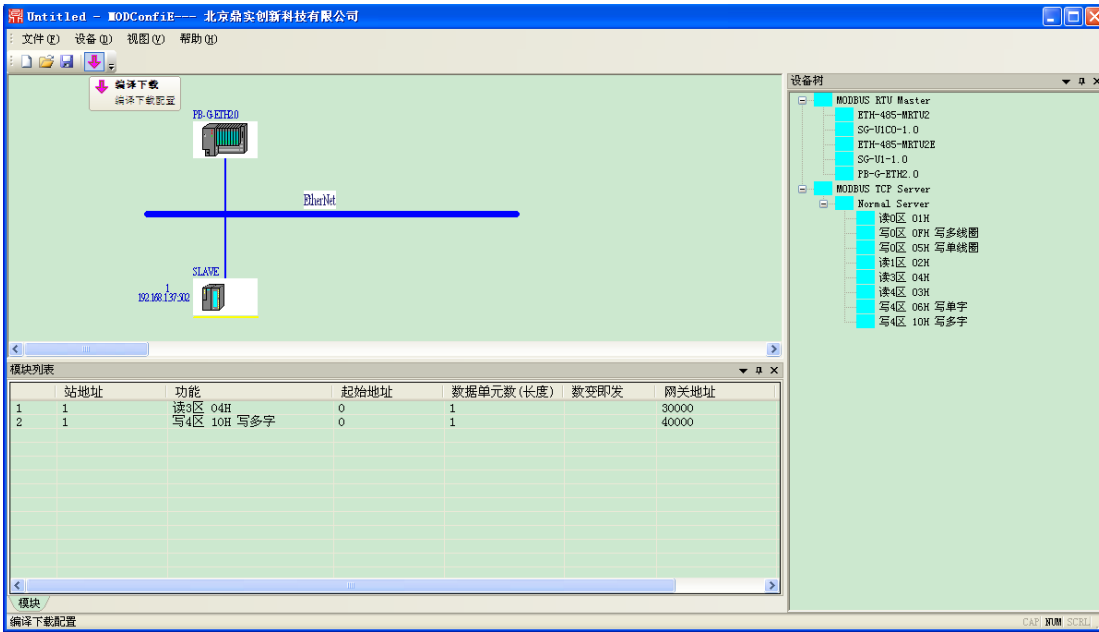 Untitled - MODConfiE--- 北京鼎实创新科技有限公司
文件(F) 设备(D) 视图(V) 帮助(H)
编译下载
编译下载配置
PB-G-ETH2.0
EtherNet
SLAVE
1
设备树
MODBUS RTU Master
ETH-485-MRTU2
SG-U1CO-1.0
ETH-485-MRTU2E
SG-U1-1.0
PB-G-ETH2.0
MODBUS TCP Server
Normal Server
读0区 01H
写0区 0FH 写多线圈
写0区 05H 写单线圈
读1区 02H
读3区 04H
读4区 03H
写4区 06H 写单字
写4区 10H 写多字
模块列表
站地址 功能 起始地址 数据单元数(长度) 数变即发 网关地址
1 1 读3区 04H 0 1 30000
2 1 写4区 10H 写多字 0 1 40000
模块
编译下载配置
CAP NUM SCRL